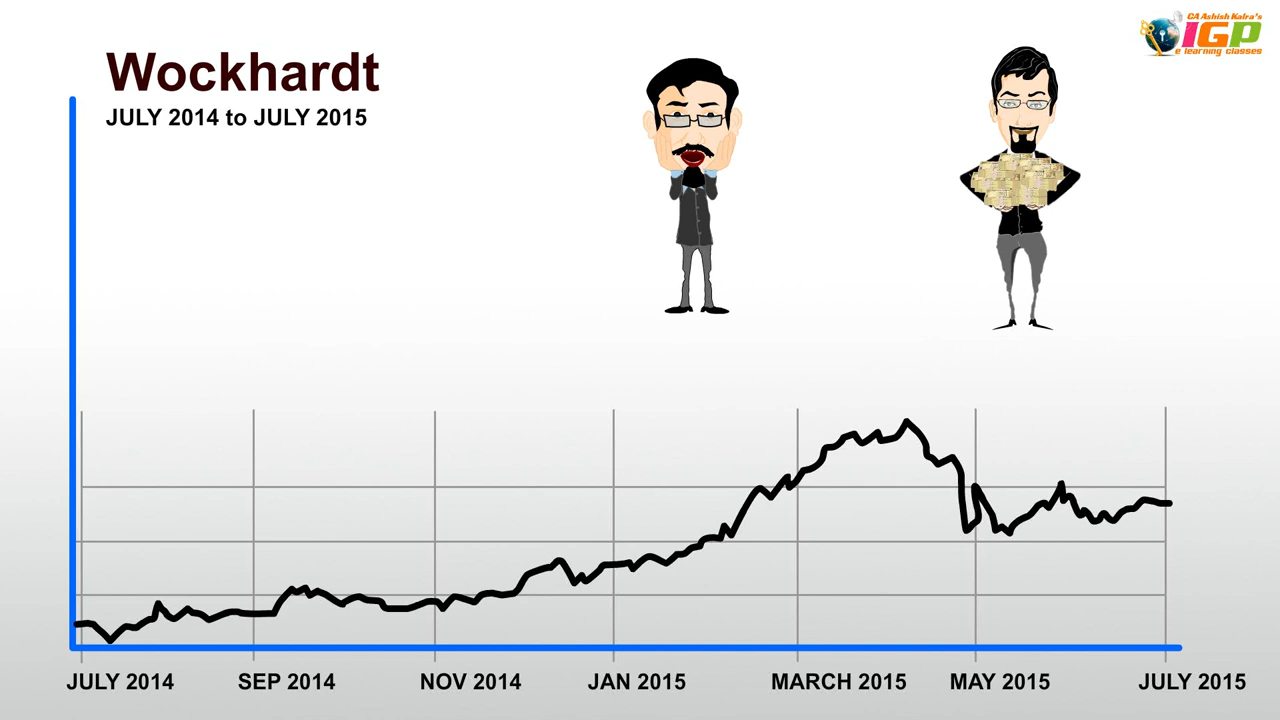 CA Ashish Kalra's
IGP
e learning classes
Wockhardt
JULY 2014 to JULY 2015
JULY 2014 SEP 2014 NOV 2014 JAN 2015 MARCH 2015 MAY 2015 JULY 2015